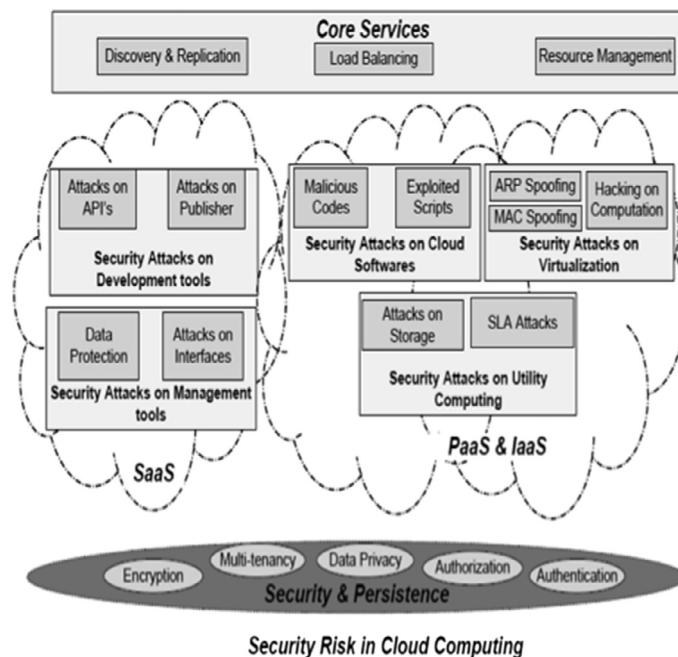 Core Services
Discovery & Replication
Load Balancing
Resource Management
Attacks on
API's
Attacks on
Publisher
Security Attacks on
Development tools
Data
Protection
Attacks on
Interfaces
Security Attacks on Management
tools
SaaS
Malicious
Codes
Exploited
Scripts
Security Attacks on Cloud
Softwares
ARP Spoofing
MAC Spoofing
Hacking on
Computation
Security Attacks on
Virtualization
Attacks on
Storage
SLA Attacks
Security Attacks on Utility
Computing
PaaS & IaaS
Encryption
Multi-tenancy
Data Privacy
Authorization
Authentication
Security & Persistence
Security Risk in Cloud Computing